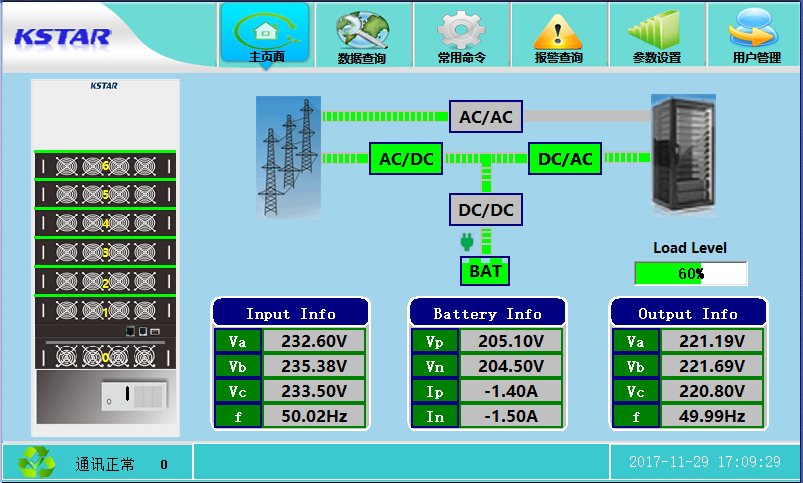 KSTAR
主页面
数据查询
常用命令
报警查询
参数设置
用户管理
KSTAR
6
5
4
3
2
1
0
AC/AC
AC/DC
DC/AC
DC/DC
BAT
Load Level
60%
Input Info
Va 232.60V
Vb 235.38V
Vc 233.50V
f 50.02Hz
Battery Info
Vp 205.10V
Vn 204.50V
Ip -1.40A
In -1.50A
Output Info
Va 221.19V
Vb 221.69V
Vc 220.80V
f 49.99Hz
通讯正常 0
2017-11-29 17:09:29